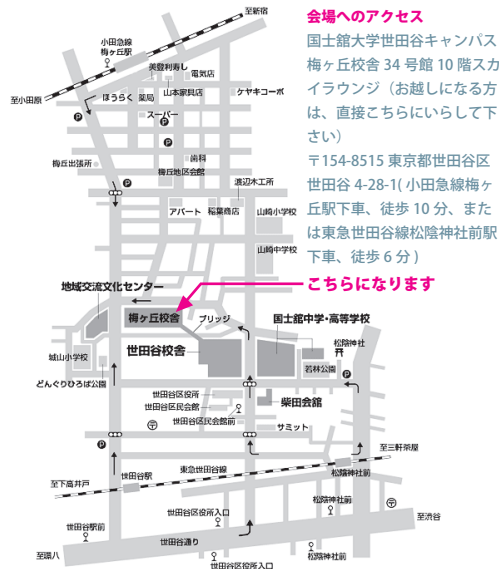 会場へのアクセス
国士舘大学世田谷キャンパス
梅ヶ丘校舎 34 号館 10 階スカ
イラウンジ（お越しになる方
は、直接こちらにいらして下
さい）
〒154-8515 東京都世田谷区
世田谷 4-28-1( 小田急線梅ヶ
丘駅下車、徒歩 10 分、また
は東急世田谷線松陰神社前駅
下車、徒歩 6 分 )
こちらになります
至新宿
小田急線
梅ヶ丘駅
美登利寿し
電気店
至小田原
ほうらく
薬局
山本家具店
ケヤキコーポ
P
スーパー
P
P
歯科
梅丘出張所
梅丘地区会館
P
渡辺木工所
アパート
稲葉商店
山崎小学校
山崎中学校
地域交流文化センター
梅ヶ丘校舎
ブリッジ
国士舘中学・高等学校
世田谷校舎
松陰神社
城山小学校
若林公園
どんぐりひろば公園
P
世田谷区役所
世田谷区民会館
柴田会舘
世田谷区民会館前
〒
サミット
P
至三軒茶屋
世田谷駅
東急世田谷線
至下高井戸
松陰神社前
松陰神社前
〒
世田谷区役所入口
至渋谷
世田谷駅前
世田谷通り
至環八
松陰神社前
世田谷区役所入口